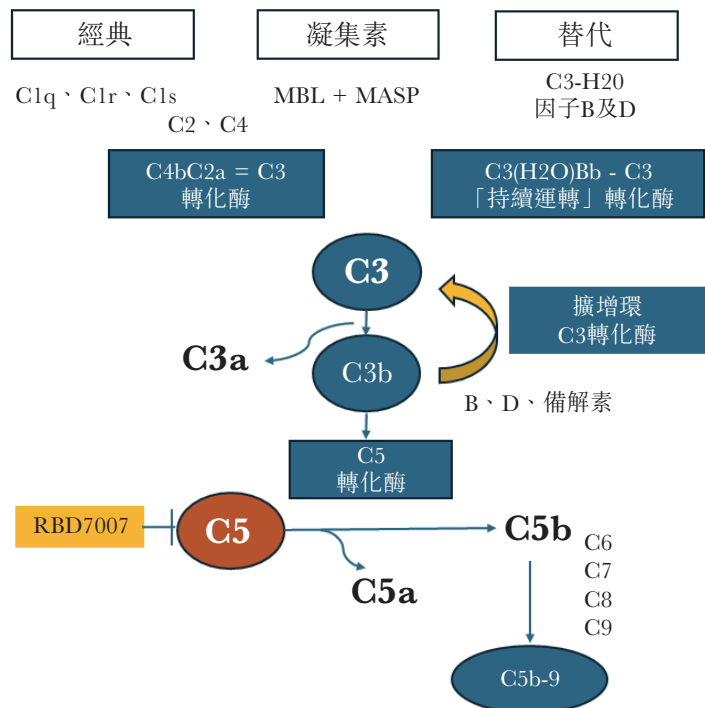 經典
凝集素
替代
C1q、C1r、C1s
C2、C4
MBL + MASP
C3-H20
因子B及D
C4bC2a = C3
轉化酶
C3(H2O)Bb - C3
「持續運轉」轉化酶
C3
擴增環
C3轉化酶
C3a
C3b
B、D、備解素
C5
轉化酶
RBD7007
C5
C5b
C6
C7
C8
C9
C5a
C5b-9